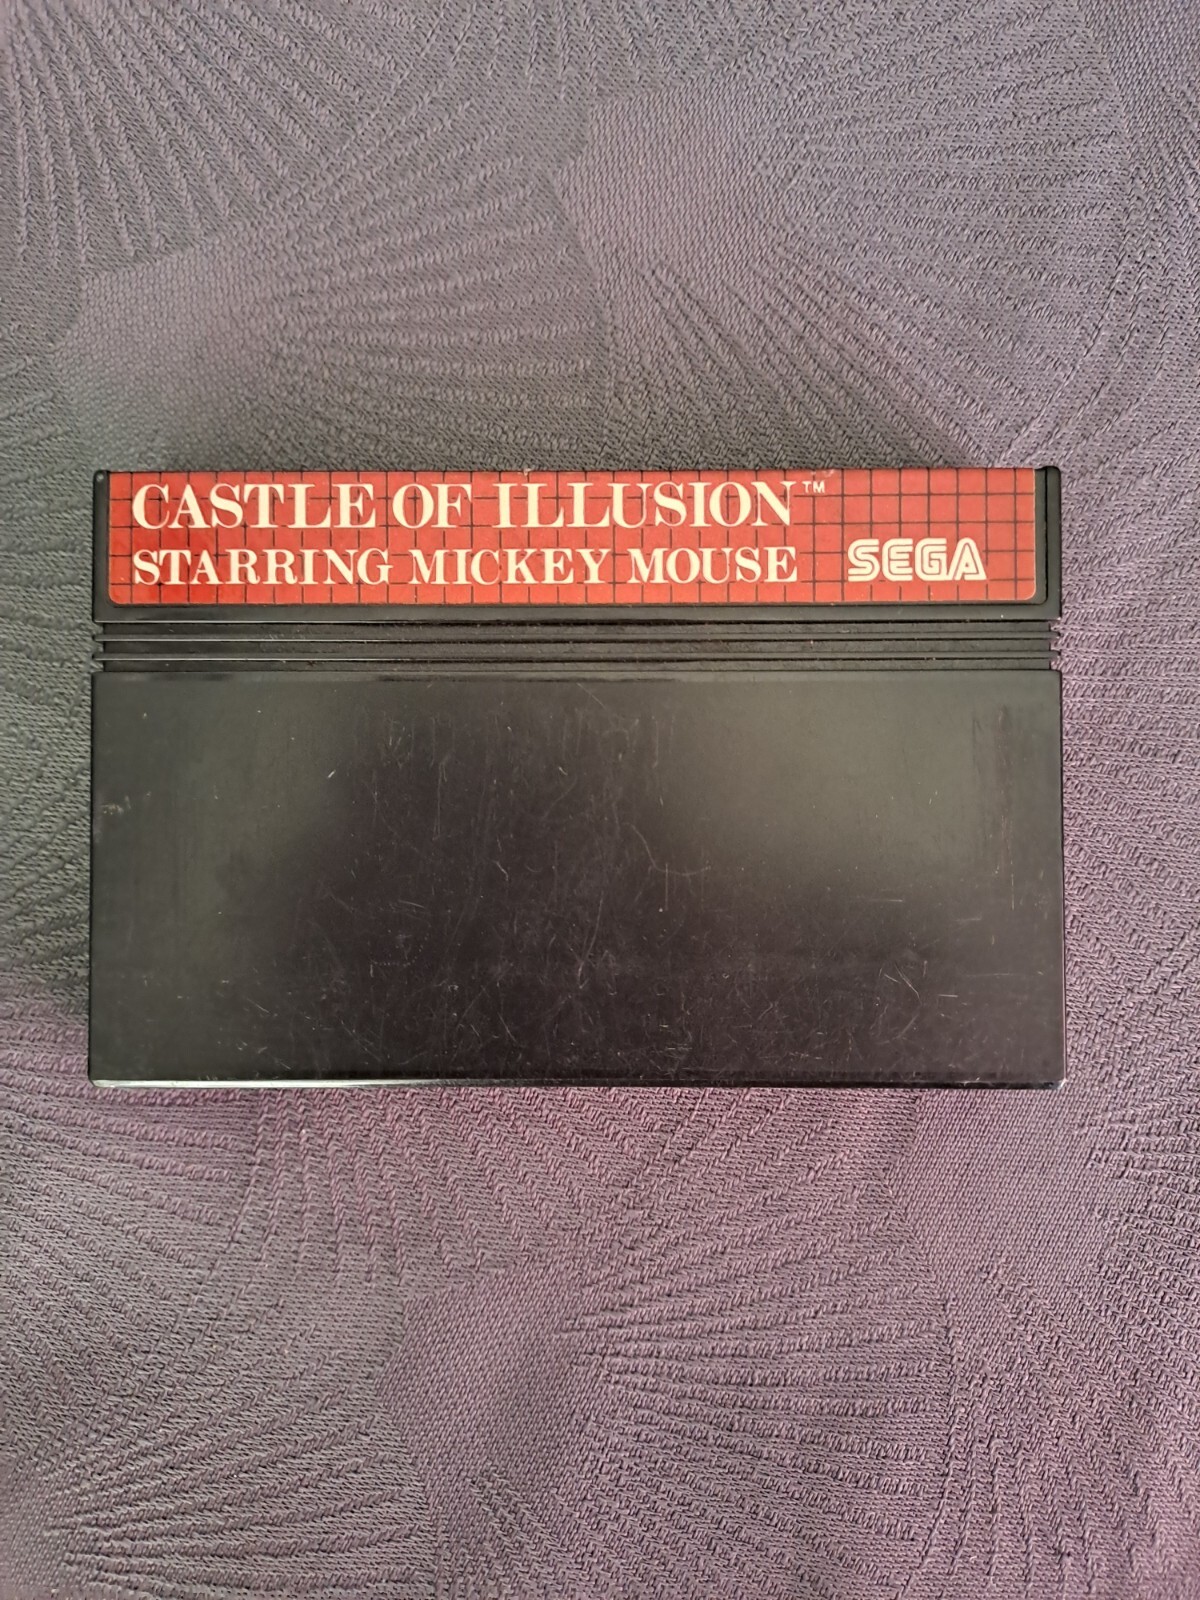 CASTLE OF ILLUSION™
STARRING MICKEY MOUSE SEGA